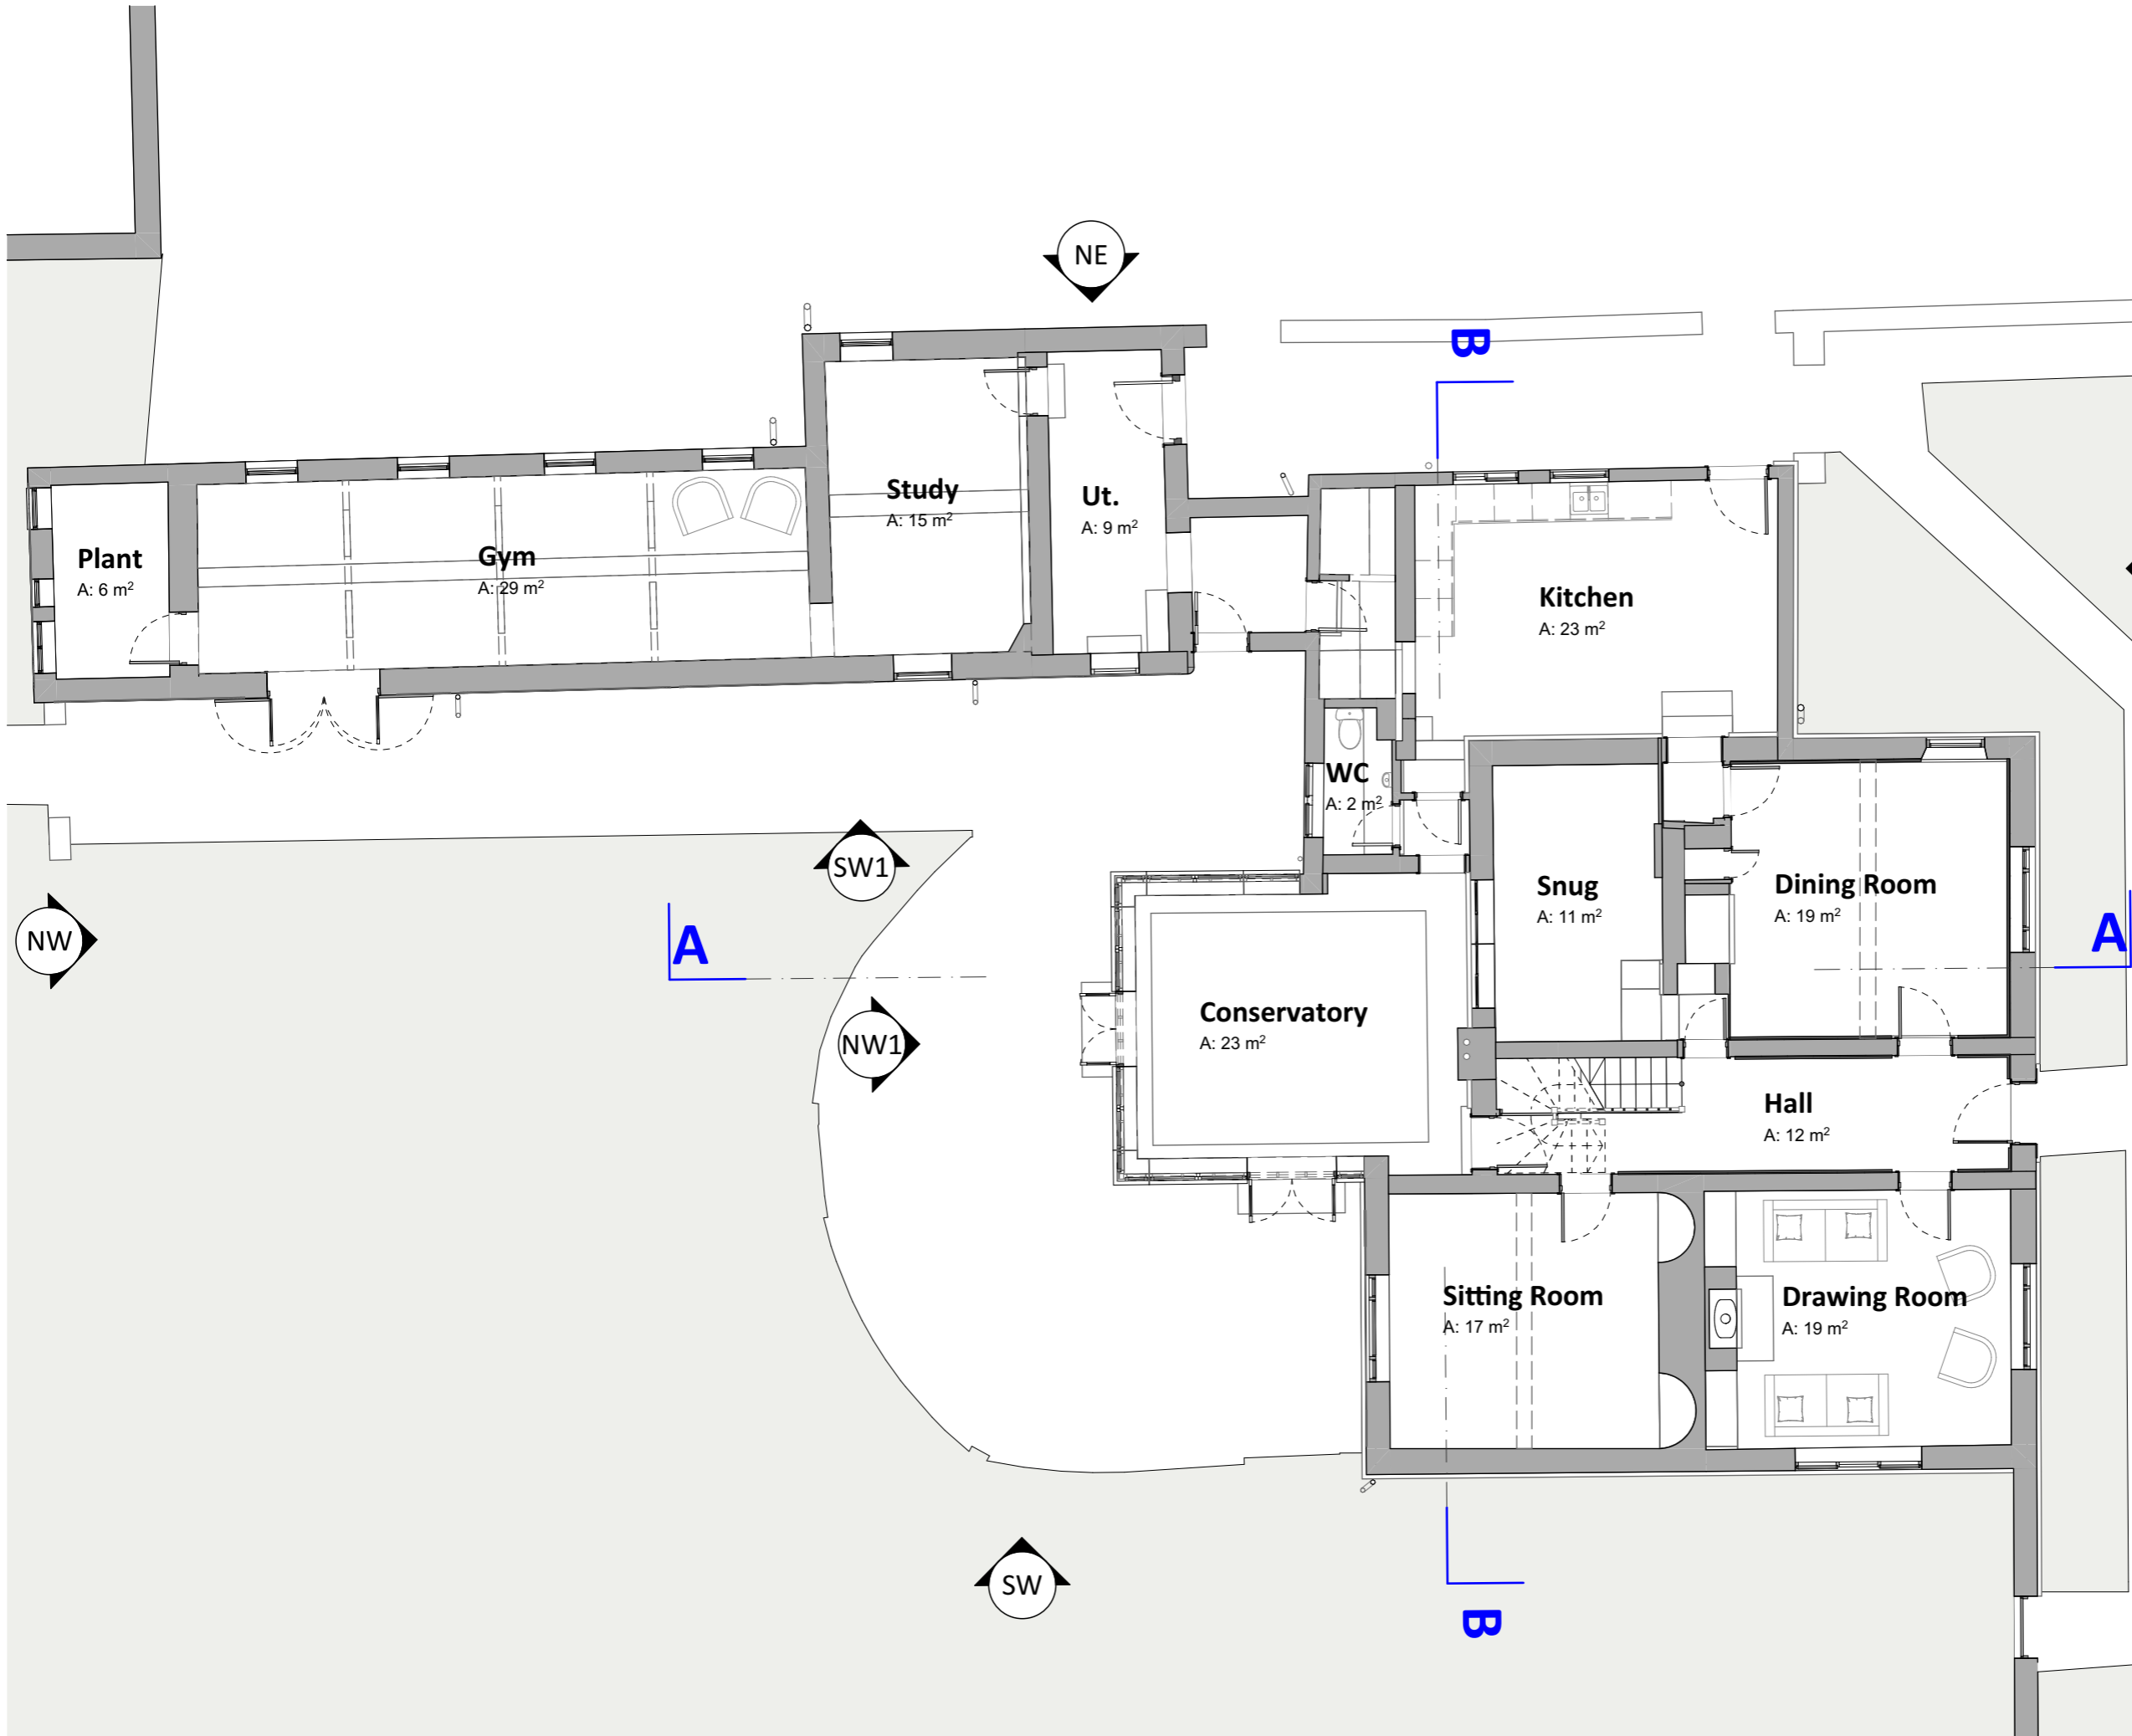 NE
B
Study
A: 15 m²
Ut.
A: 9 m²
Plant
A: 6 m²
Gym
A: 29 m²
Kitchen
A: 23 m²
WC
A: 2 m²
SW1
Snug
A: 11 m²
Dining Room
A: 19 m²
NW
A
A
Conservatory
A: 23 m²
NW1
Hall
A: 12 m²
Sitting Room
A: 17 m²
Drawing Room
A: 19 m²
SW
B